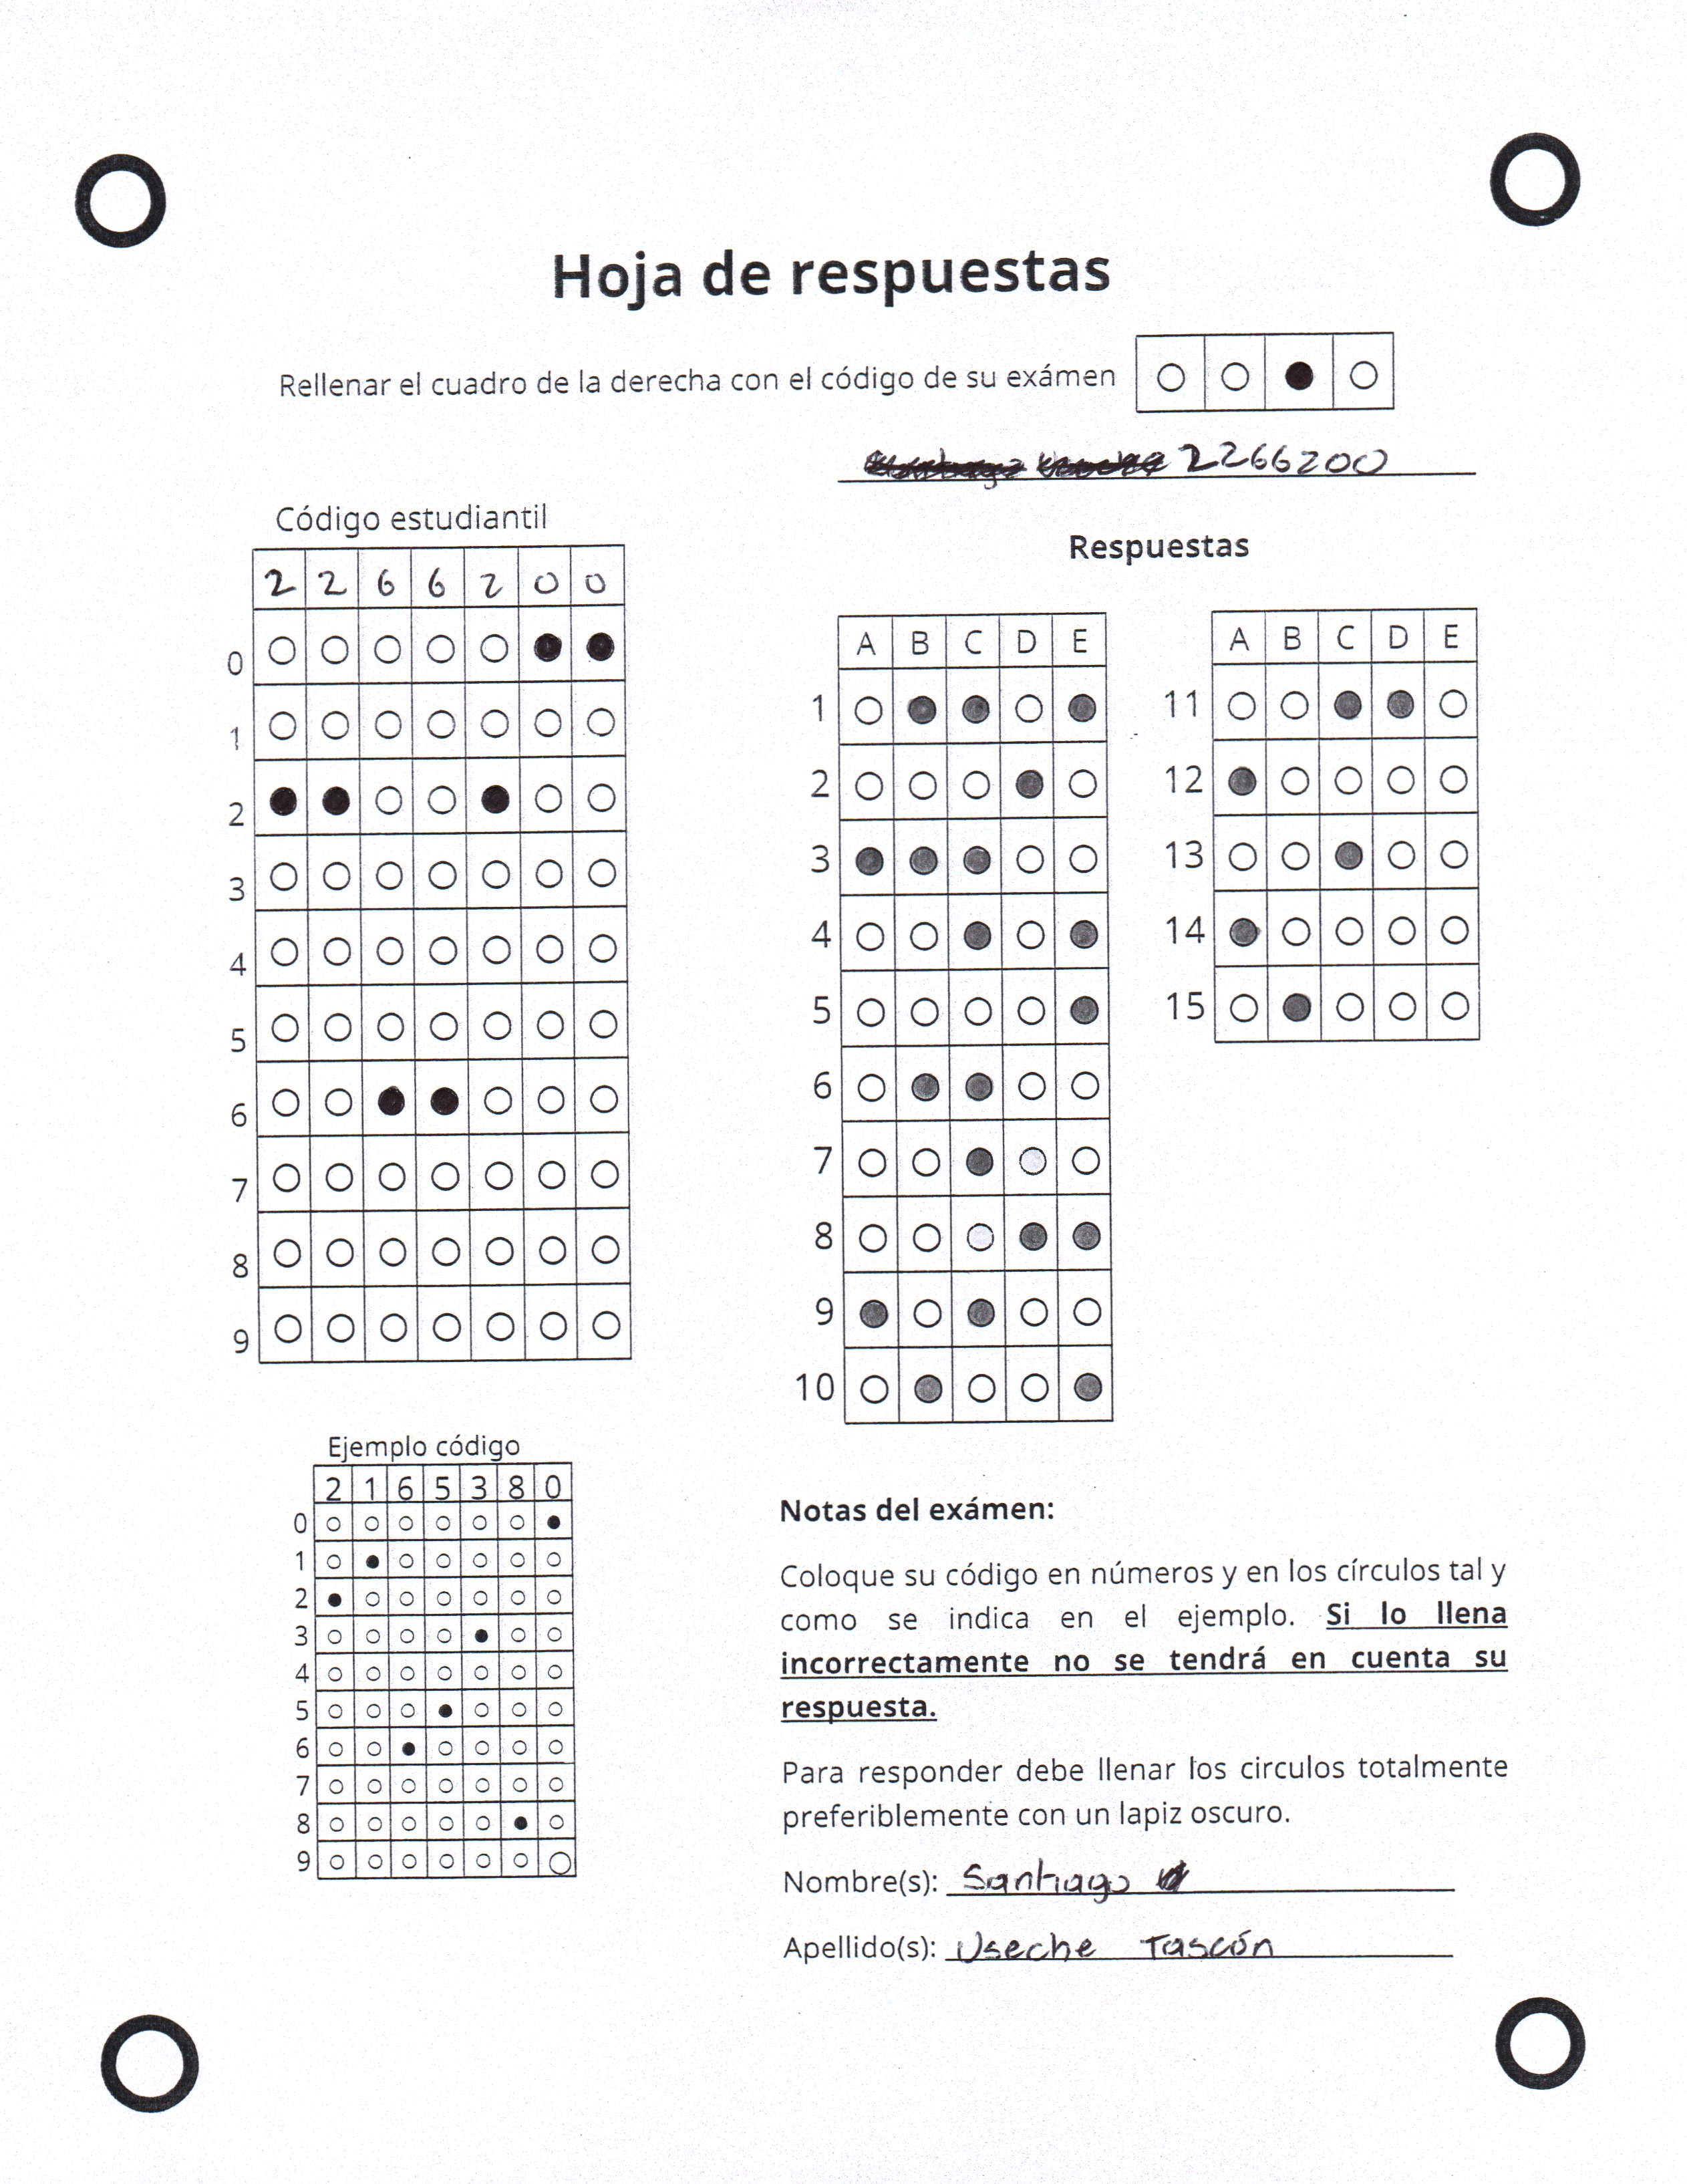 Hoja de respuestas
Rellenar el cuadro de la derecha con el código de su exámen
2266200
Código estudiantil
2 2 6 6 2 0 0
0
1
2
3
4
5
6
7
8
9
Respuestas
A B C D E
1
2
3
4
5
6
7
8
9
10
A B C D E
11
12
13
14
15
Ejemplo código
2 1 6 5 3 8 0
0
1
2
3
4
5
6
7
8
9
Notas del exámen:
Coloque su código en números y en los círculos tal y
como se indica en el ejemplo. Si lo llena
incorrectamente no se tendrá en cuenta su
respuesta.
Para responder debe llenar los circulos totalmente
preferiblemente con un lapiz oscuro.
Nombre(s): Santiago
Apellido(s): Useche Tascón